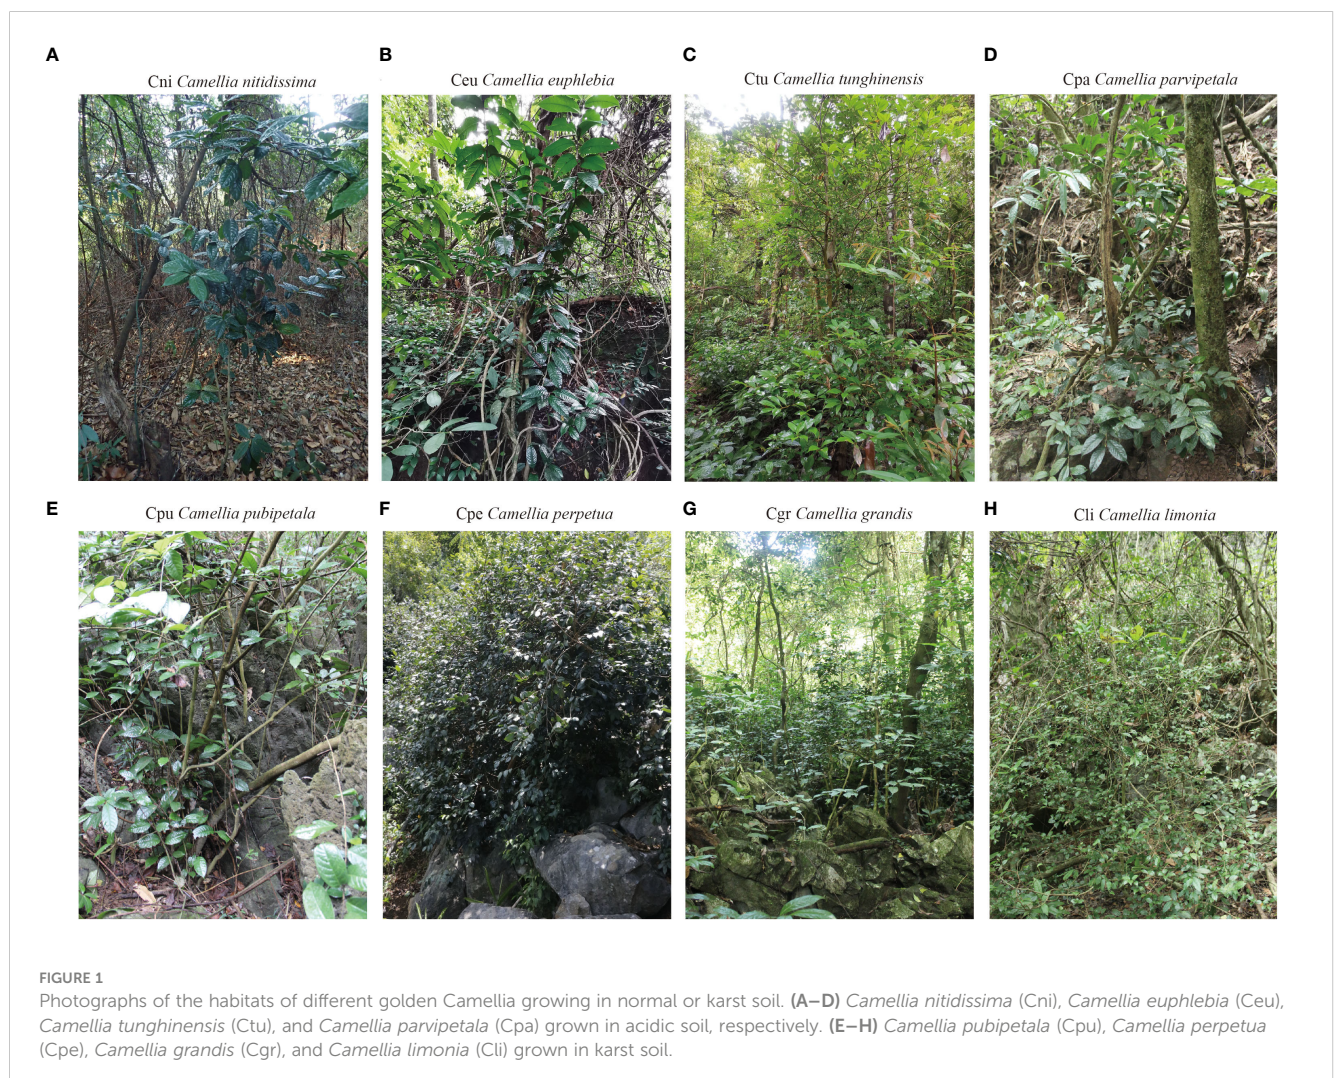 A
B
C
D
Cni Camellia nitidissima
Ceu Camellia euphlebia
Ctu Camellia tunghinensis
Cpa Camellia parvipetala
E
F
G
H
Cpu Camellia pubipetala
Cpe Camellia perpetua
Cgr Camellia grandis
Cli Camellia limonia
FIGURE 1
Photographs of the habitats of different golden Camellia growing in normal or karst soil. (A–D) Camellia nitidissima (Cni), Camellia euphlebia (Ceu),
Camellia tunghinensis (Ctu), and Camellia parvipetala (Cpa) grown in acidic soil, respectively. (E–H) Camellia pubipetala (Cpu), Camellia perpetua
(Cpe), Camellia grandis (Cgr), and Camellia limonia (Cli) grown in karst soil.